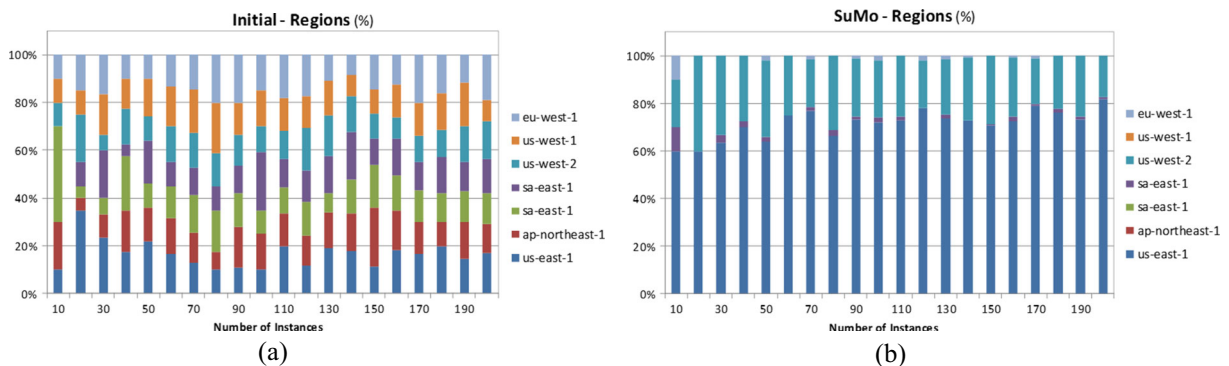 Initial - Regions (%)
100%
80%
60%
40%
20%
0%
10 30 50 70 90 110 130 150 170 190
Number of Instances
eu-west-1
us-west-1
us-west-2
sa-east-1
sa-east-1
ap-northeast-1
us-east-1
(a)
SuMo - Regions (%)
100%
80%
60%
40%
20%
0%
10 30 50 70 90 110 130 150 170 190
Number of Instances
eu-west-1
us-west-1
us-west-2
sa-east-1
sa-east-1
ap-northeast-1
us-east-1
(b)